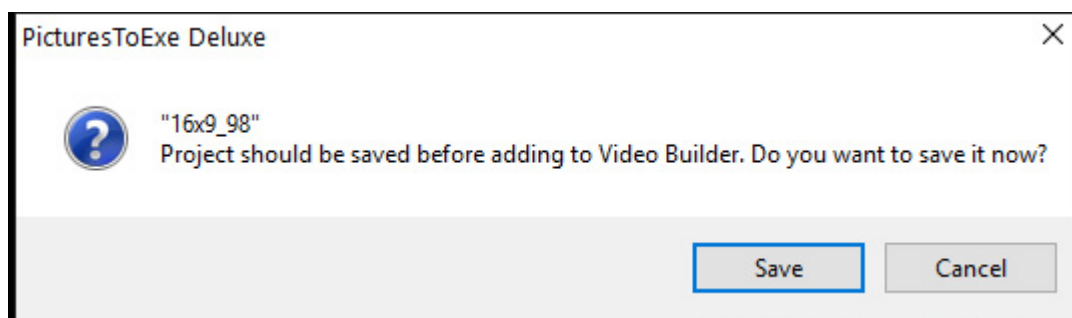 PicturesToExe Deluxe
"16x9_98"
Project should be saved before adding to Video Builder. Do you want to save it now?
Save
Cancel